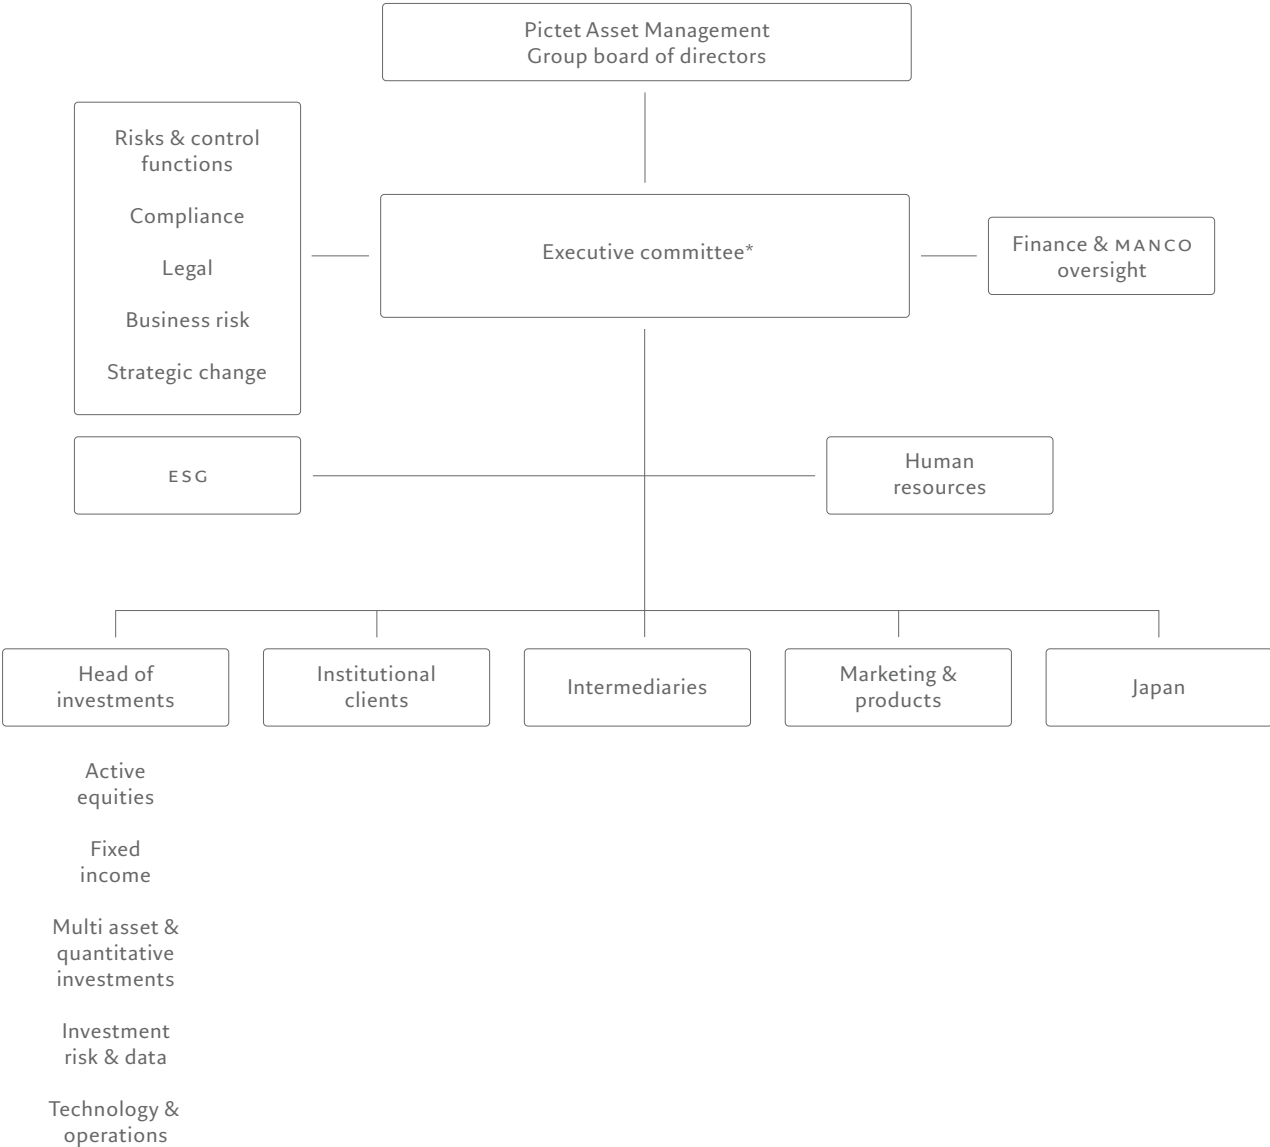 Pictet Asset Management
Group board of directors
Risks & control
functions
Compliance
Legal
Business risk
Strategic change
Executive committee*
Finance & MANCO
oversight
ESG
Human
resources
Head of
investments
Institutional
clients
Intermediaries
Marketing &
products
Japan
Active
equities
Fixed
income
Multi asset &
quantitative
investments
Investment
risk & data
Technology &
operations